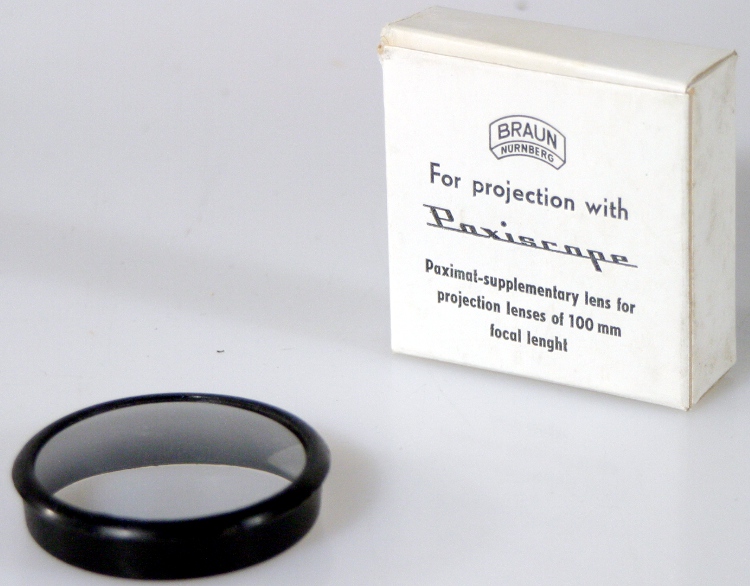 BRAUN
NÜRNBERG
For projection with
Paxiscope
Paximat-supplementary lens for
projection lenses of 100 mm
focal lenght